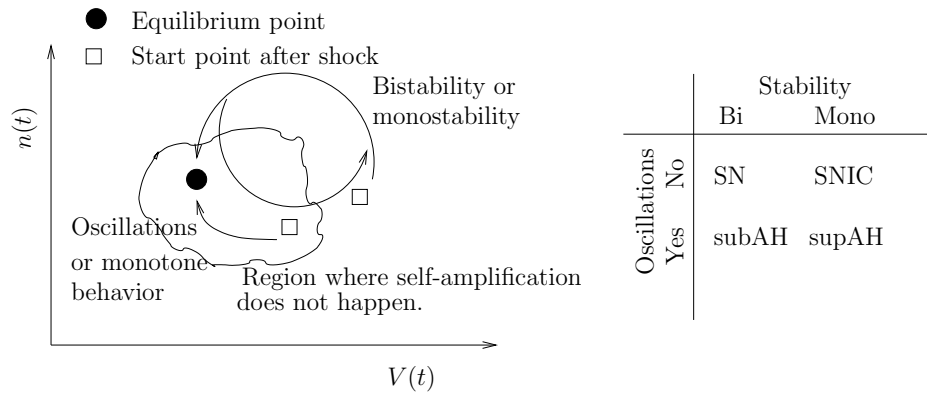 Equilibrium point
Start point after shock
n(t)
Bistability or
monostability
Oscillations
or monotone
behavior
Region where self-amplification
does not happen.
V(t)
Stability
Bi Mono
Oscillations
No SN SNIC
Yes subAH supAH